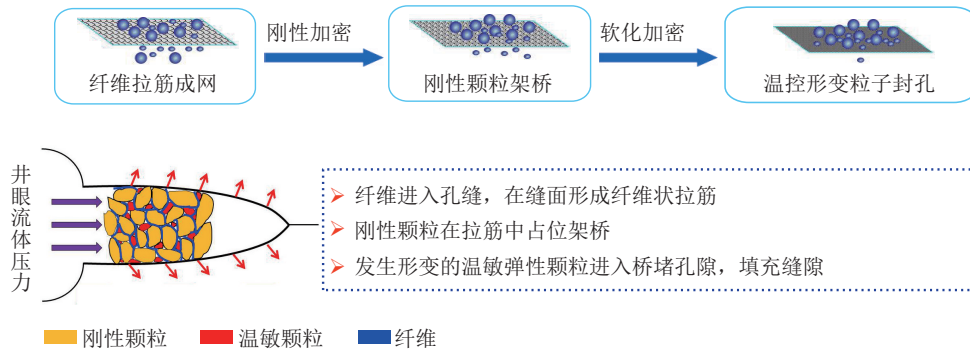 刚性加密
软化加密
纤维拉筋成网
刚性颗粒架桥
温控形变粒子封孔
井眼流体压力
纤维进入孔缝，在缝面形成纤维状拉筋
刚性颗粒在拉筋中占位架桥
发生形变的温敏弹性颗粒进入桥堵孔隙，填充缝隙
刚性颗粒
温敏颗粒
纤维